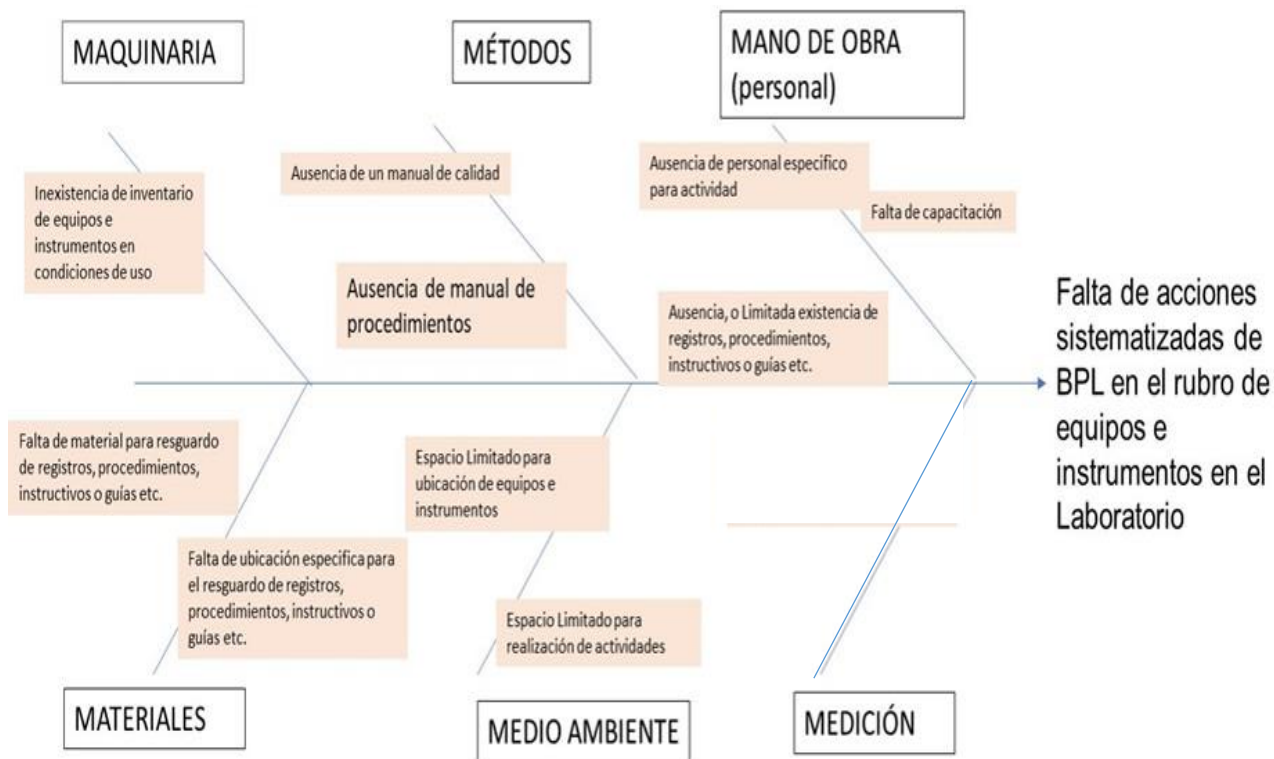 MAQUINARIA
MÉTODOS
MANO DE OBRA
(personal)
Inexistencia de inventario
de equipos e
instrumentos en
condiciones de uso
Ausencia de un manual de calidad
Ausencia de manual de
procedimientos
Ausencia de personal especifico
para actividad
Falta de capacitación
Ausencia, o Limitada existencia de
registros, procedimientos,
instructivos o guías etc.
Falta de acciones
sistematizadas de
BPL en el rubro de
equipos e
instrumentos en el
Laboratorio
Falta de material para resguardo
de registros, procedimientos,
instructivos o guías etc.
Falta de ubicación especifica para
el resguardo de registros,
procedimientos, instructivos o
guías etc.
Espacio Limitado para
ubicación de equipos e
instrumentos
Espacio Limitado para
realización de actividades
MATERIALES
MEDIO AMBIENTE
MEDICIÓN